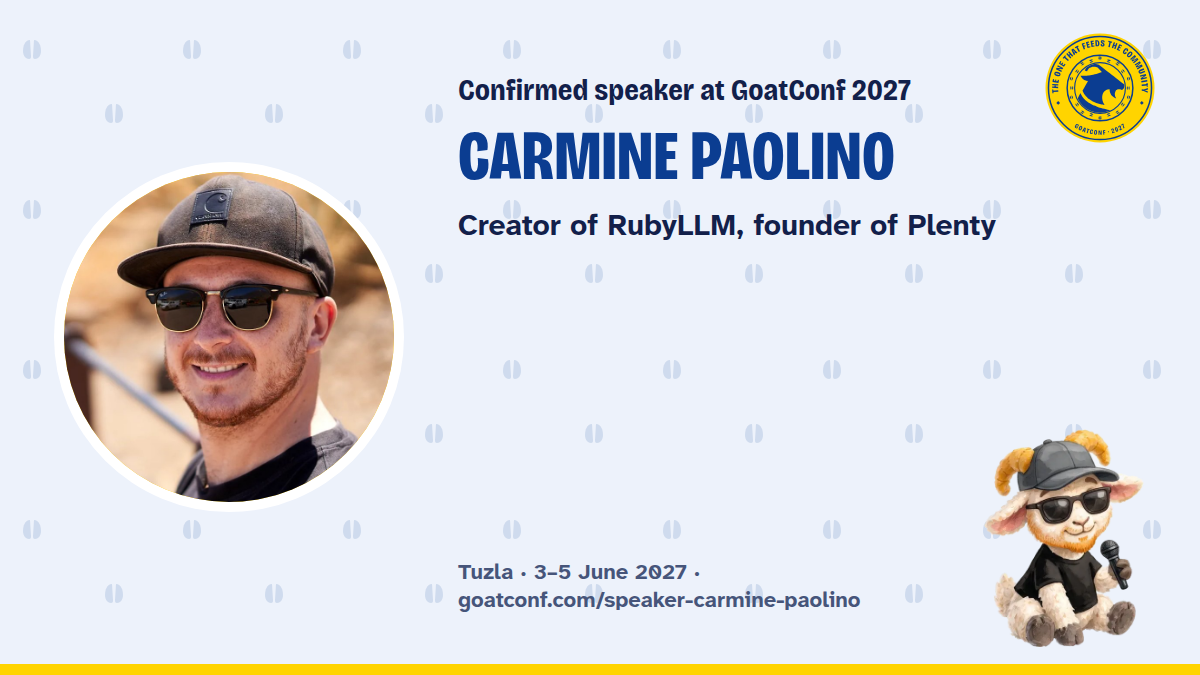 Confirmed speaker at GoatConf 2027
CARMINE PAOLINO
Creator of RubyLLM, founder of Plenty
Tuzla · 3–5 June 2027 ·
goatconf.com/speaker-carmine-paolino
THE ONE THAT FEEDS THE COMMUNITY
GOATCONF · 2027